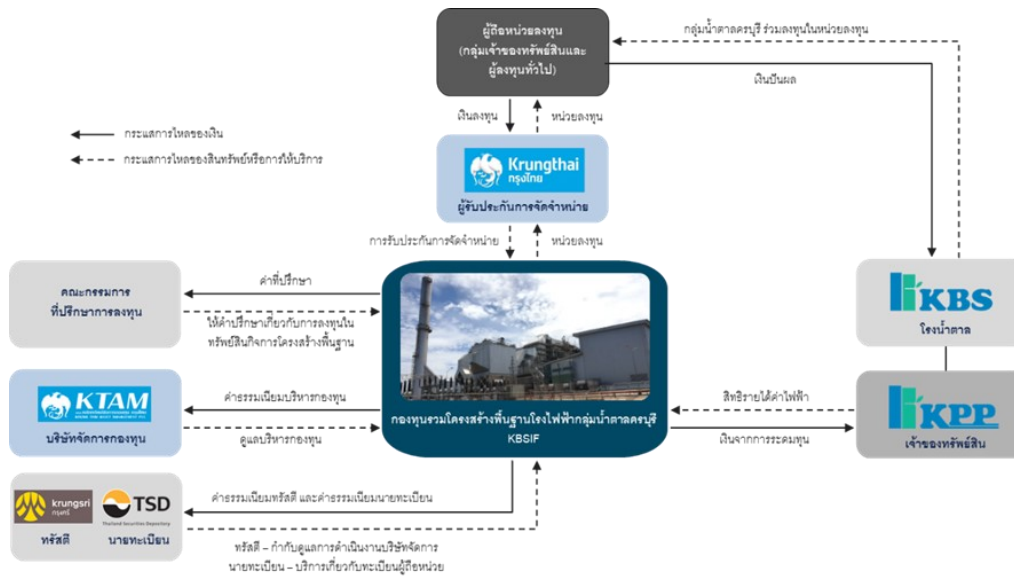 ผู้ถือหน่วยลงทุน
(กลุ่มเจ้าของทรัพย์สินและ
ผู้ลงทุนทั่วไป)
กลุ่มน้ำตาลครบุรี ร่วมลงทุนในหน่วยลงทุน
เงินปันผล
เงินลงทุน
หน่วยลงทุน
กระแสการไหลของเงิน
กระแสการไหลของสินทรัพย์หรือการให้บริการ
Krungthai
กรุงไทย
ผู้รับประกันการจัดจำหน่าย
การรับประกันการจัดจำหน่าย
หน่วยลงทุน
คณะกรรมการ
ที่ปรึกษาการลงทุน
ค่าที่ปรึกษา
ให้คำปรึกษาเกี่ยวกับการลงทุนใน
ทรัพย์สินกิจการโครงสร้างพื้นฐาน
KBS
โรงน้ำตาล
KTAM
บริษัทจัดการกองทุน
ค่าธรรมเนียมบริหารกองทุน
ดูแลบริหารกองทุน
กองทุนรวมโครงสร้างพื้นฐานโรงไฟฟ้ากลุ่มน้ำตาลครบุรี
KBSIF
สิทธิรายได้ค่าไฟฟ้า
เงินจากการระดมทุน
KPP
เจ้าของทรัพย์สิน
krungsri
กรุงศรี
TSD
Thailand Securities Depository
ทรัสตี
นายทะเบียน
ค่าธรรมเนียมทรัสตี และค่าธรรมเนียมนายทะเบียน
ทรัสตี – กำกับดูแลการดำเนินงานบริษัทจัดการ
นายทะเบียน – บริการเกี่ยวกับทะเบียนผู้ถือหน่วย